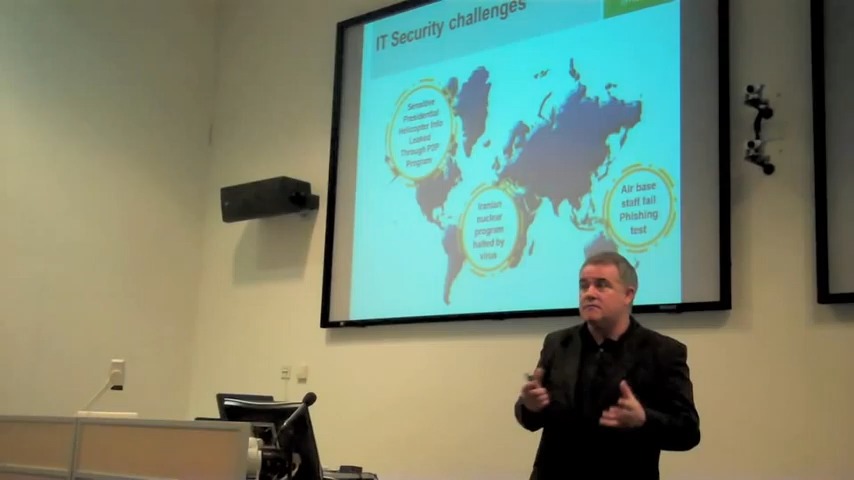 IT Security challenges
Sensitive
Presidential
Helicopter Info
Leaked
Through P2P
Program
Iranian
nuclear
program
halted by
virus
Air base
staff fail
Phishing
test